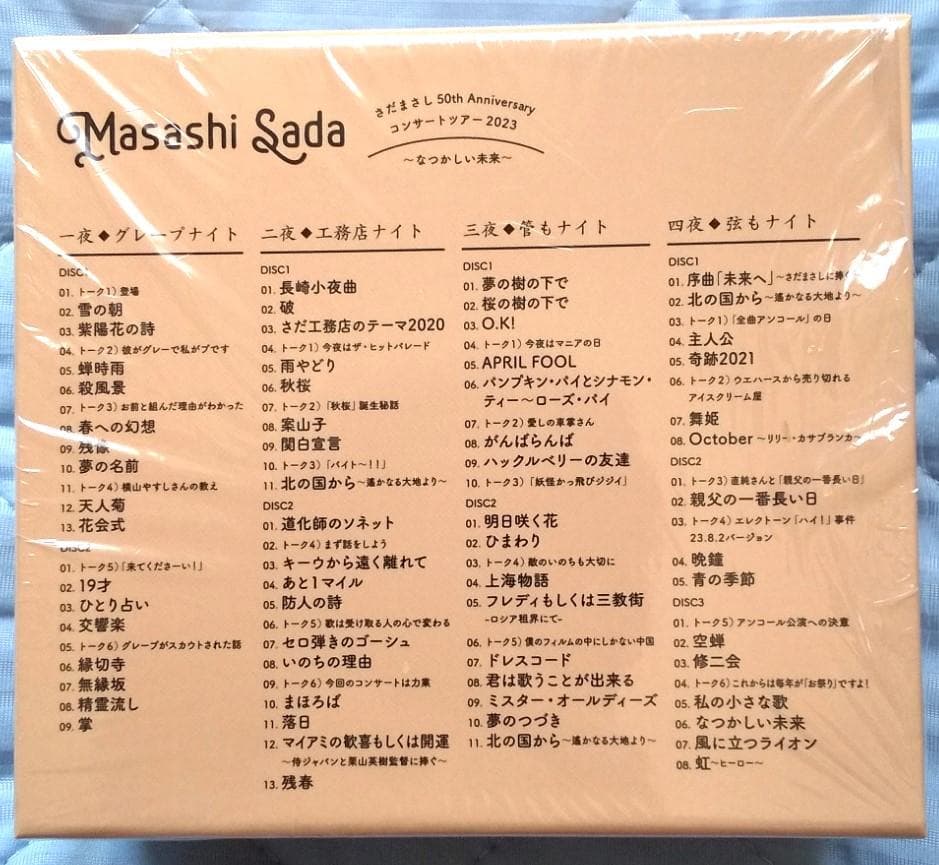 Masashi Sada
さだまさし 50th Anniversary
コンサートツアー2023
～なつかしい未来～
一夜◆グレープナイト
DISC1
01. トーク1）登場
02. 雪の朝
03. 紫陽花の詩
04. トーク2）彼がグレーで私がプです
05. 蝉時雨
06. 殺風景
07. トーク3）お前と組んだ理由がわかった
08. 春への幻想
09. 残像
10. 夢の名前
11. トーク4）横山やすしさんの教え
12. 天人菊
13. 花会式
DISC2
01. トーク5）「来てくださーい！」
02. 19才
03. ひとり占い
04. 交響楽
05. トーク6）グレープがスカウトされた話
06. 縁切寺
07. 無縁坂
08. 精霊流し
09. 掌
二夜◆工務店ナイト
DISC1
01. 長崎小夜曲
02. 破
03. さだ工務店のテーマ2020
04. トーク1）今夜はザ・ヒットパレード
05. 雨やどり
06. 秋桜
07. トーク2）「秋桜」誕生秘話
08. 案山子
09. 関白宣言
10. トーク3）「バイト～！！」
11. 北の国から～遙かなる大地より～
DISC2
01. 道化師のソネット
02. トーク4）まず話をしよう
03. キーウから遠く離れて
04. あと1マイル
05. 防人の詩
06. トーク5）歌は受け取る人の心で変わる
07. セロ弾きのゴーシュ
08. いのちの理由
09. トーク6）今回のコンサートは力業
10. まほろば
11. 落日
12. マイアミの歓喜もしくは開運
～侍ジャパンと栗山英樹監督に捧ぐ～
13. 残春
三夜◆管もナイト
DISC1
01. 夢の樹の下で
02. 桜の樹の下で
03. O.K!
04. トーク1）今夜はマニアの日
05. APRIL FOOL
06. パンプキン・パイとシナモン・
ティー～ローズ・パイ
07. トーク2）愛しの車掌さん
08. がんばらんば
09. ハックルベリーの友達
10. トーク3）「妖怪かっ飛びジジイ」
DISC2
01. 明日咲く花
02. ひまわり
03. トーク4）敵のいのちも大切に
04. 上海物語
05. フレディもしくは三教街
-ロシア租界にて-
06. トーク5）僕のフィルムの中にしかない中国
07. ドレスコード
08. 君は歌うことが出来る
09. ミスター・オールディーズ
10. 夢のつづき
11. 北の国から～遙かなる大地より～
四夜◆弦もナイト
DISC1
01. 序曲「未来へ」～さだまさしに捧ぐ～
02. 北の国から～遙かなる大地より～
03. トーク1）「全曲アンコール」の日
04. 主人公
05. 奇跡2021
06. トーク2）ウエハースから売り切れる
アイスクリーム屋
07. 舞姫
08. October ～リリー・カサブランカ～
DISC2
01. トーク3）直純さんと「親父の一番長い日」
02. 親父の一番長い日
03. トーク4）エレクトーン「ハイ！」事件
23.8.2バージョン
04. 晩鐘
05. 青の季節
DISC3
01. トーク5）アンコール公演への決意
02. 空蝉
03. 修二会
04. トーク6）これからは毎年が「お祭り」ですよ！
05. 私の小さな歌
06. なつかしい未来
07. 風に立つライオン
08. 虹～ヒーロー～